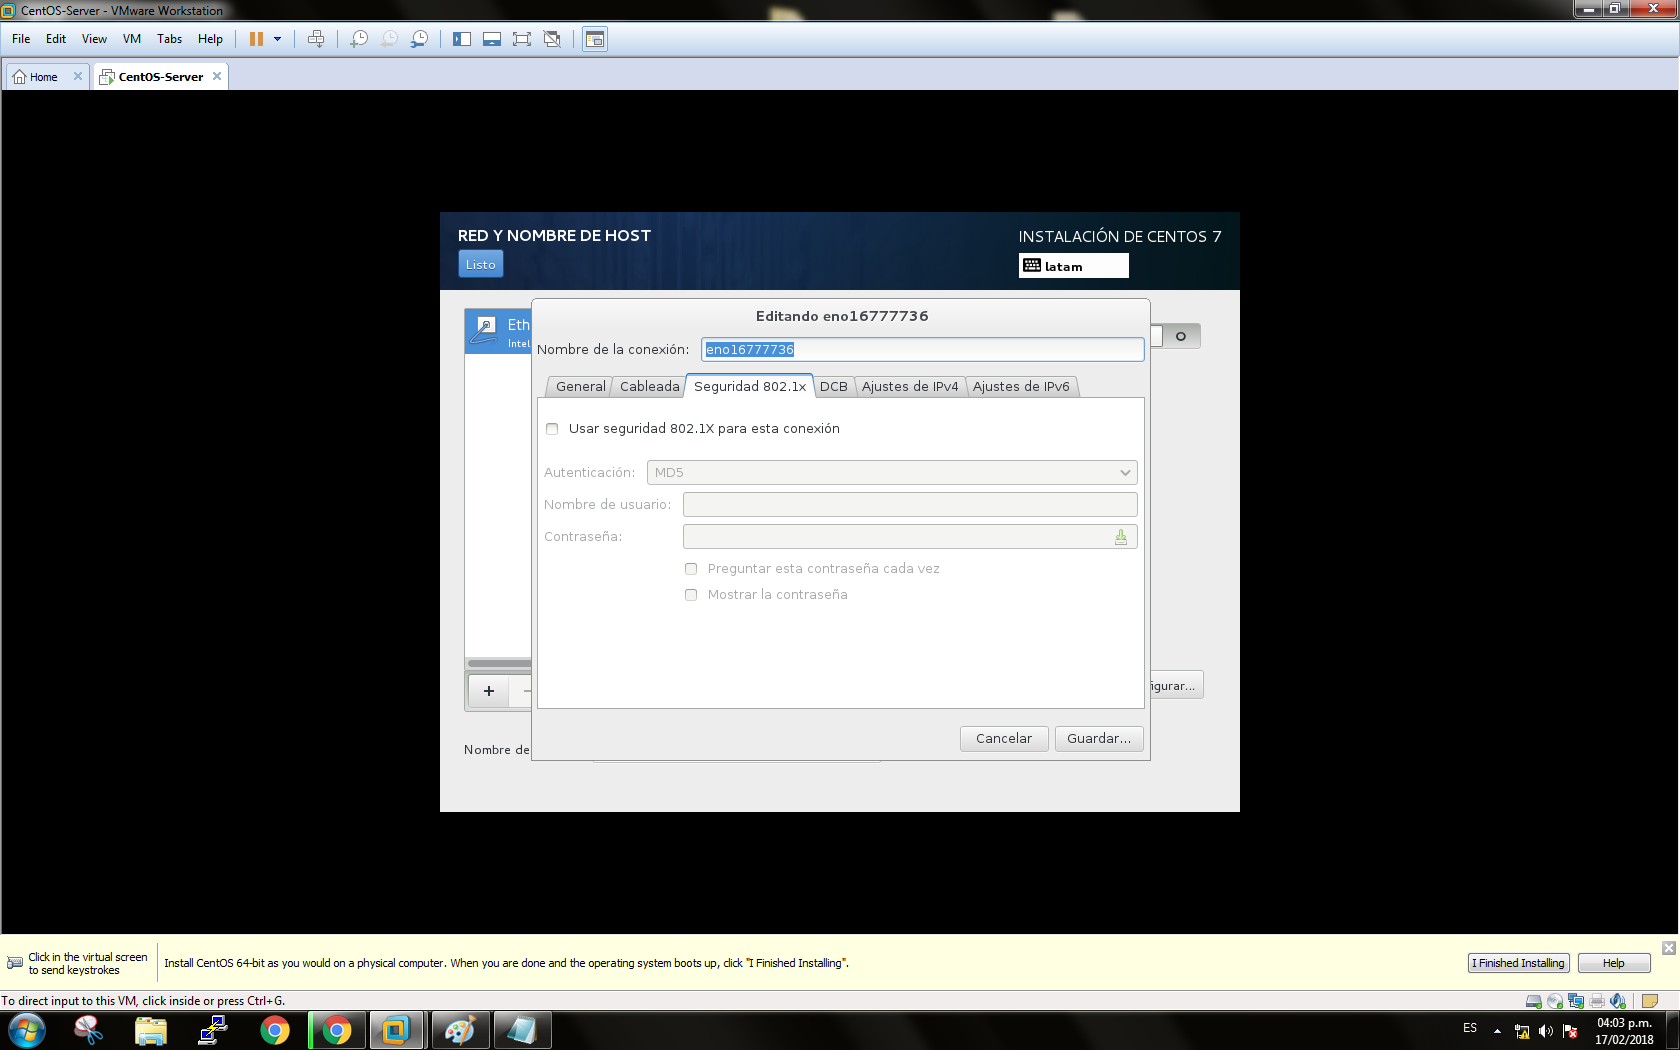 CentOS-Server - VMware Workstation
File Edit View VM Tabs Help
Home
CentOS-Server
RED Y NOMBRE DE HOST
INSTALACIÓN DE CENTOS 7
Listo
latam
Eth
Intel
Editando eno16777736
Nombre de la conexión: eno16777736
General Cableada Seguridad 802.1x DCB Ajustes de IPv4 Ajustes de IPv6
Usar seguridad 802.1X para esta conexión
Autenticación: MD5
Nombre de usuario:
Contraseña:
Preguntar esta contraseña cada vez
Mostrar la contraseña
igurar...
Cancelar Guardar...
Nombre de
Click in the virtual screen
to send keystrokes
Install CentOS 64-bit as you would on a physical computer. When you are done and the operating system boots up, click "I Finished Installing".
I Finished Installing Help
To direct input to this VM, click inside or press Ctrl+G.
ES
04:03 p.m.
17/02/2018